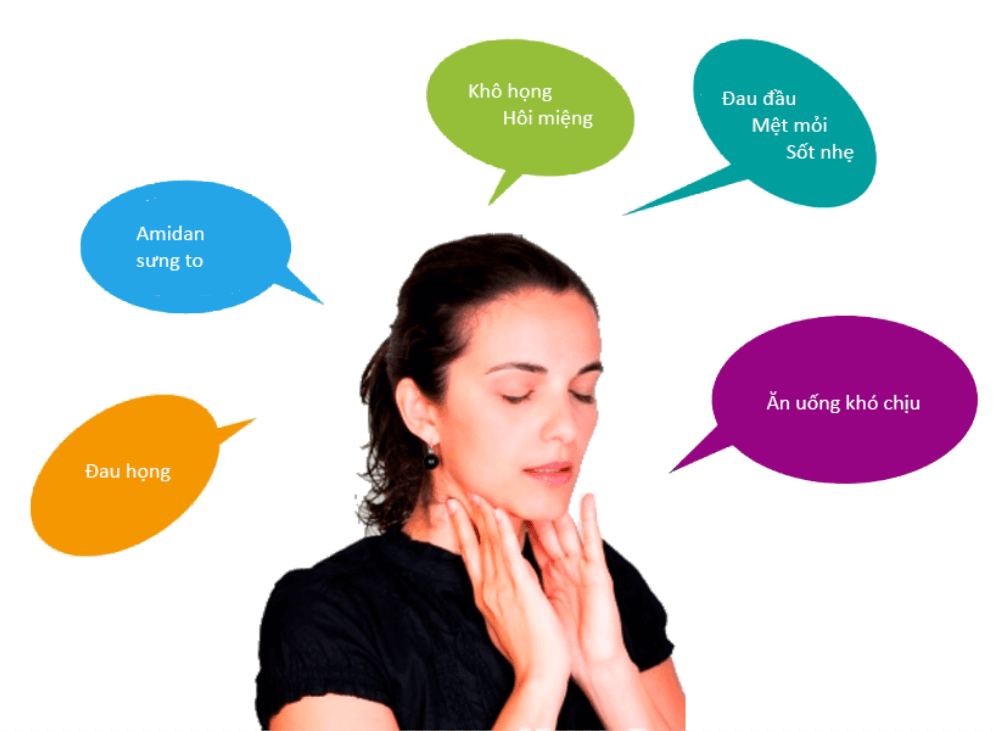 Khô họng
Hôi miệng
Đau đầu
Mệt mỏi
Sốt nhẹ
Amidan
sưng to
Ăn uống khó chịu
Đau họng